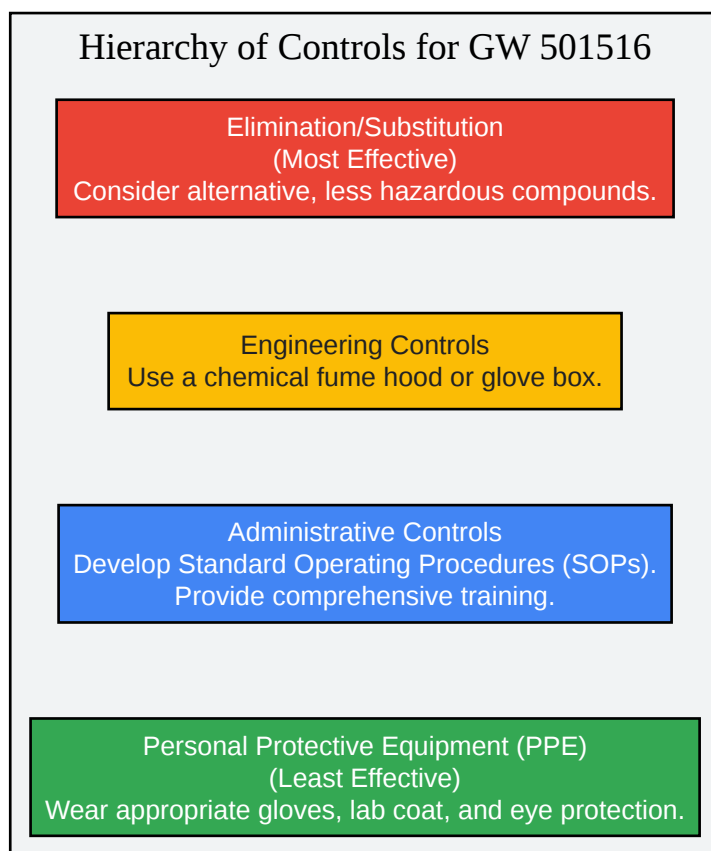 Hierarchy of Controls for GW 501516
Elimination/Substitution
(Most Effective)
Consider alternative, less hazardous compounds.
Engineering Controls
Use a chemical fume hood or glove box.
Administrative Controls
Develop Standard Operating Procedures (SOPs).
Provide comprehensive training.
Personal Protective Equipment (PPE)
(Least Effective)
Wear appropriate gloves, lab coat, and eye protection.